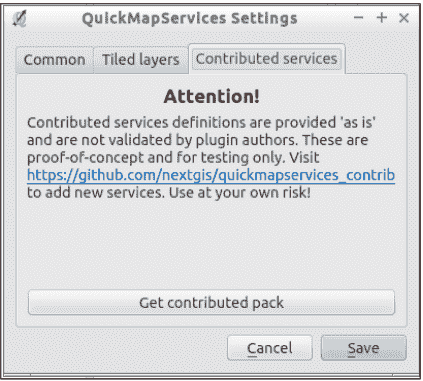 QuickMapServices Settings
Common Tiled layers Contributed services
Attention!
Contributed services definitions are provided 'as is'
and are not validated by plugin authors. These are
proof-of-concept and for testing only. Visit
https://github.com/nextgis/quickmapservices_contrib
to add new services. Use at your own risk!
Get contributed pack
Cancel Save